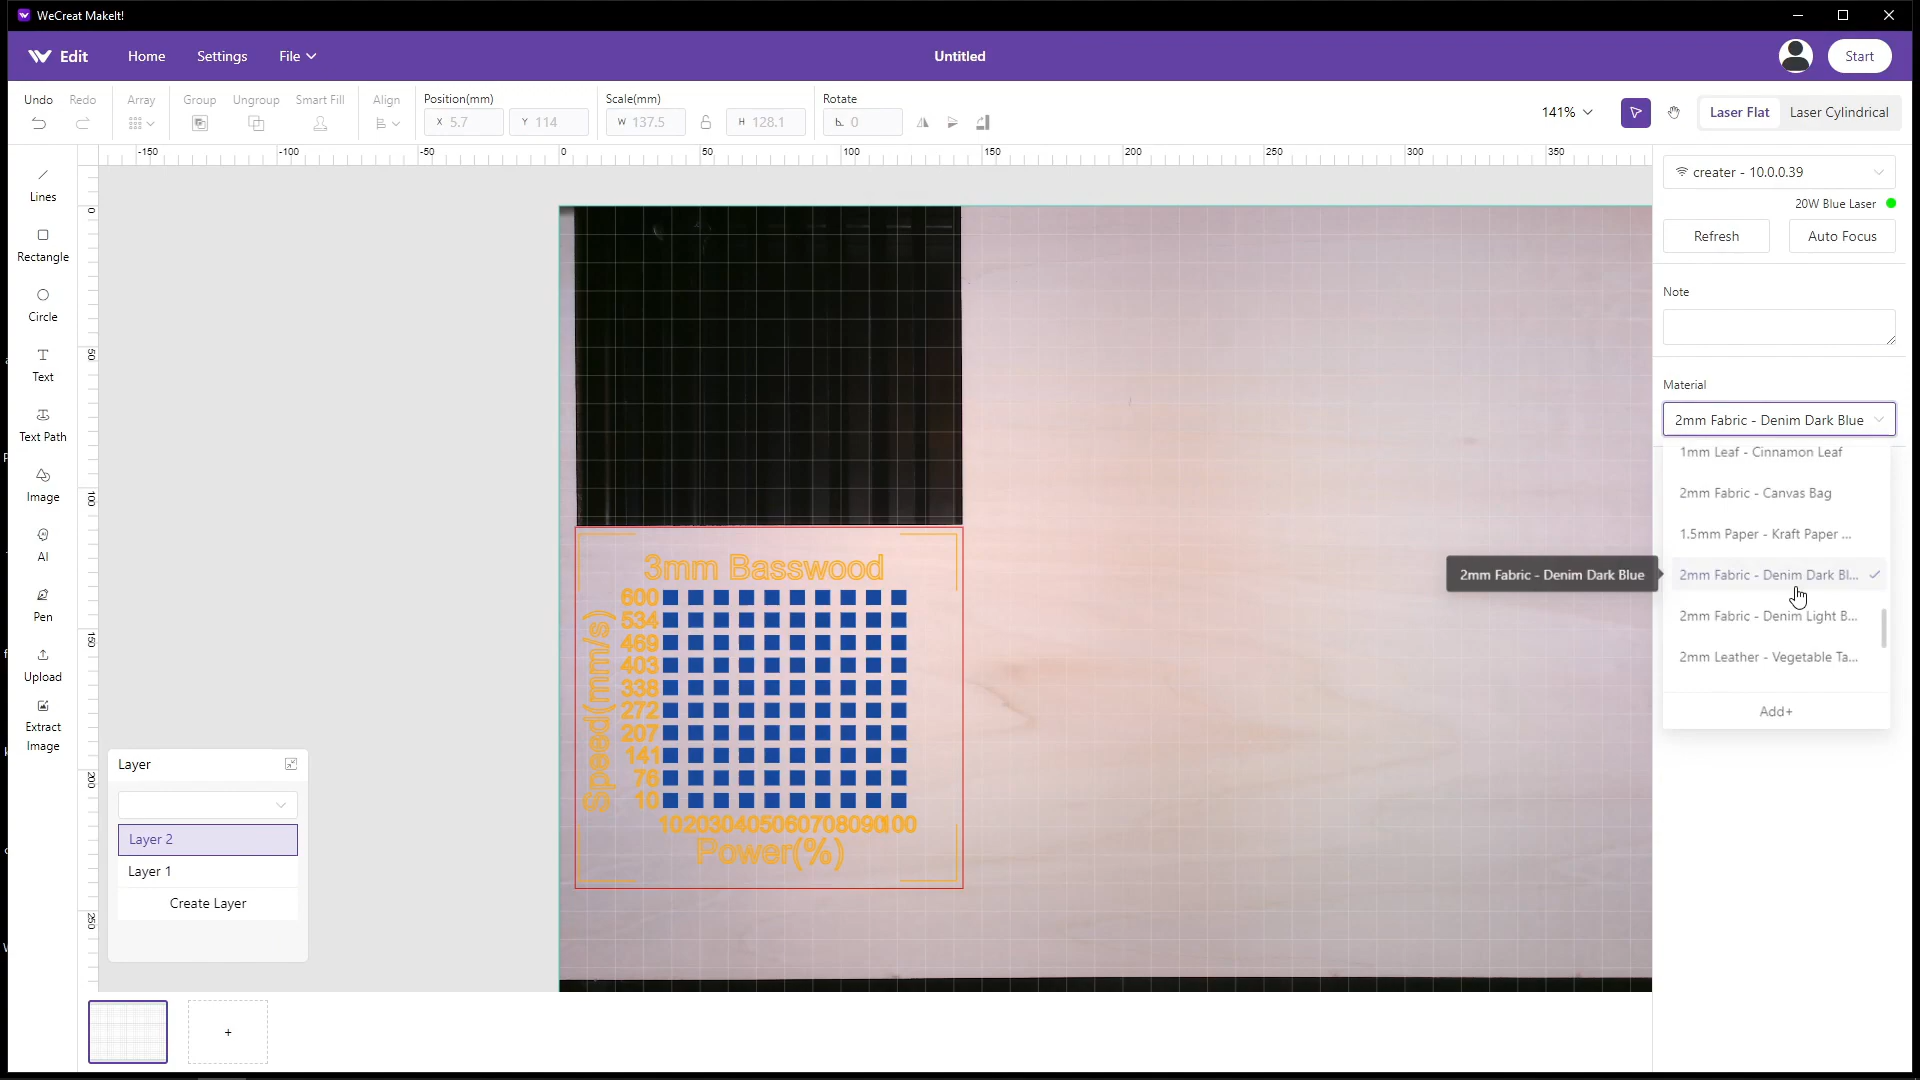 WeCreat MakeIt!
Edit
Home
Settings
File
Untitled
Start
Undo
Redo
Array
Group
Ungroup
Smart Fill
Align
Position(mm)
X 5.7
Y 114
Scale(mm)
W 137.5
H 128.1
Rotate
0
141%
Laser Flat
Laser Cylindrical
-150
-100
-50
0
50
100
150
200
250
300
350
0
50
100
150
200
250
Lines
Rectangle
Circle
Text
Text Path
Image
AI
Pen
Upload
Extract
Image
3mm Basswood
Speed(mm/s)
600
534
469
403
338
272
207
141
76
10
102030405060708090100
Power(%)
Layer
Layer 2
Layer 1
Create Layer
+
creater - 10.0.0.39
20W Blue Laser
Refresh
Auto Focus
Note
Material
2mm Fabric - Denim Dark Blue
1mm Leaf - Cinnamon Leaf
2mm Fabric - Canvas Bag
1.5mm Paper - Kraft Paper ...
2mm Fabric - Denim Dark Blue
2mm Fabric - Denim Dark Bl...
2mm Fabric - Denim Light B...
2mm Leather - Vegetable Ta...
Add+